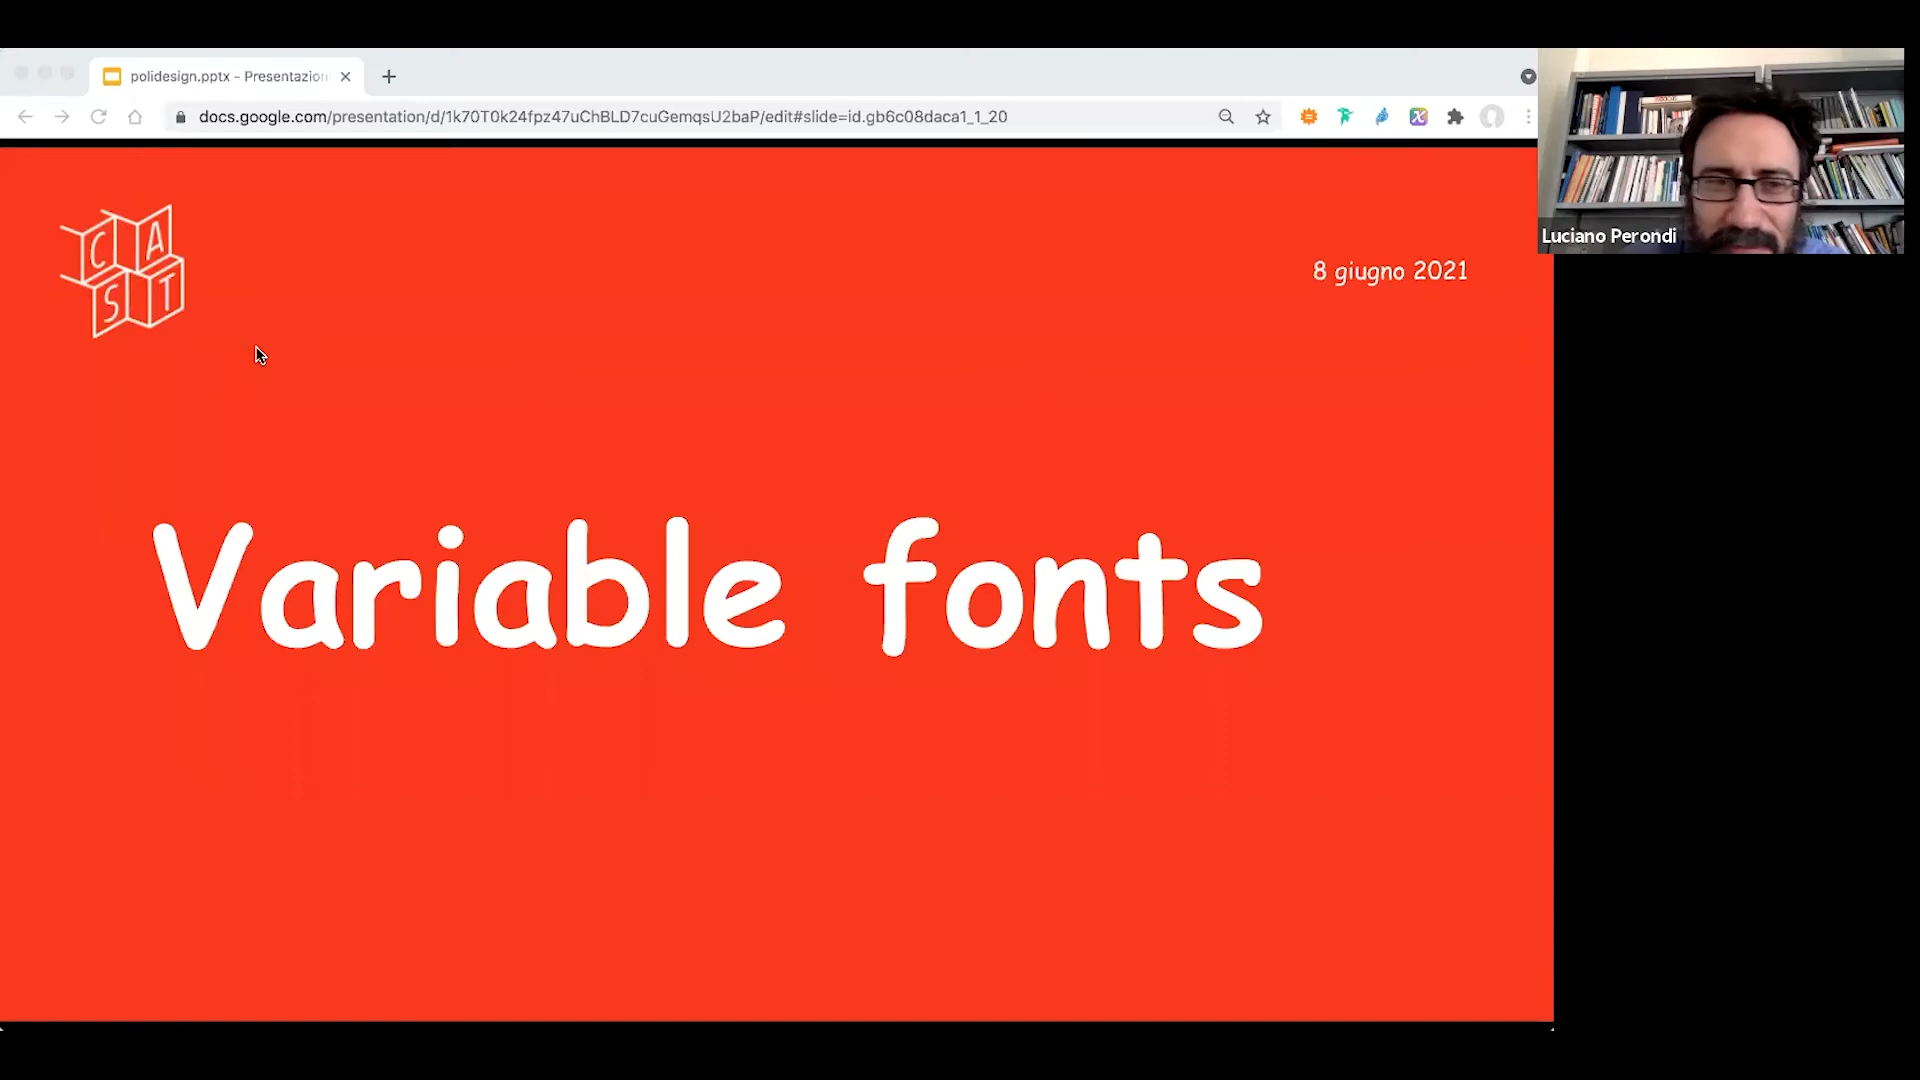 polidesign.pptx - Presentazion
docs.google.com/presentation/d/1k70T0k24fpz47uChBLD7cuGemqsU2baP/edit#slide=id.gb6c08daca1_1_20
CAST
8 giugno 2021
Variable fonts
Luciano Perondi